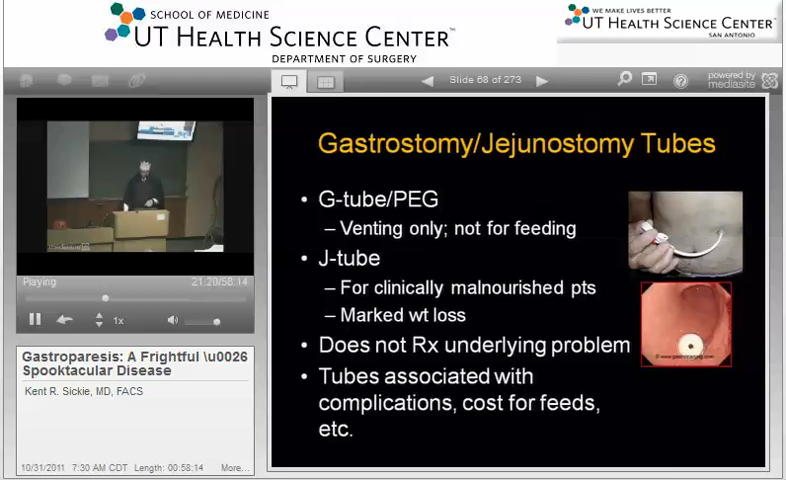 SCHOOL OF MEDICINE
UT HEALTH SCIENCE CENTER™
DEPARTMENT OF SURGERY
WE MAKE LIVES BETTER
UT HEALTH SCIENCE CENTER
SAN ANTONIO
Slide 68 of 273
powered by
mediasite
Gastrostomy/Jejunostomy Tubes
• G-tube/PEG
– Venting only; not for feeding
• J-tube
– For clinically malnourished pts
– Marked wt loss
• Does not Rx underlying problem
• Tubes associated with
complications, cost for feeds,
etc.
Playing
21:20/58:14
1x
Gastroparesis: A Frightful \u0026
Spooktacular Disease
Kent R. Sickie, MD, FACS
10/31/2011 7:30 AM CDT Length: 00:58:14 More...